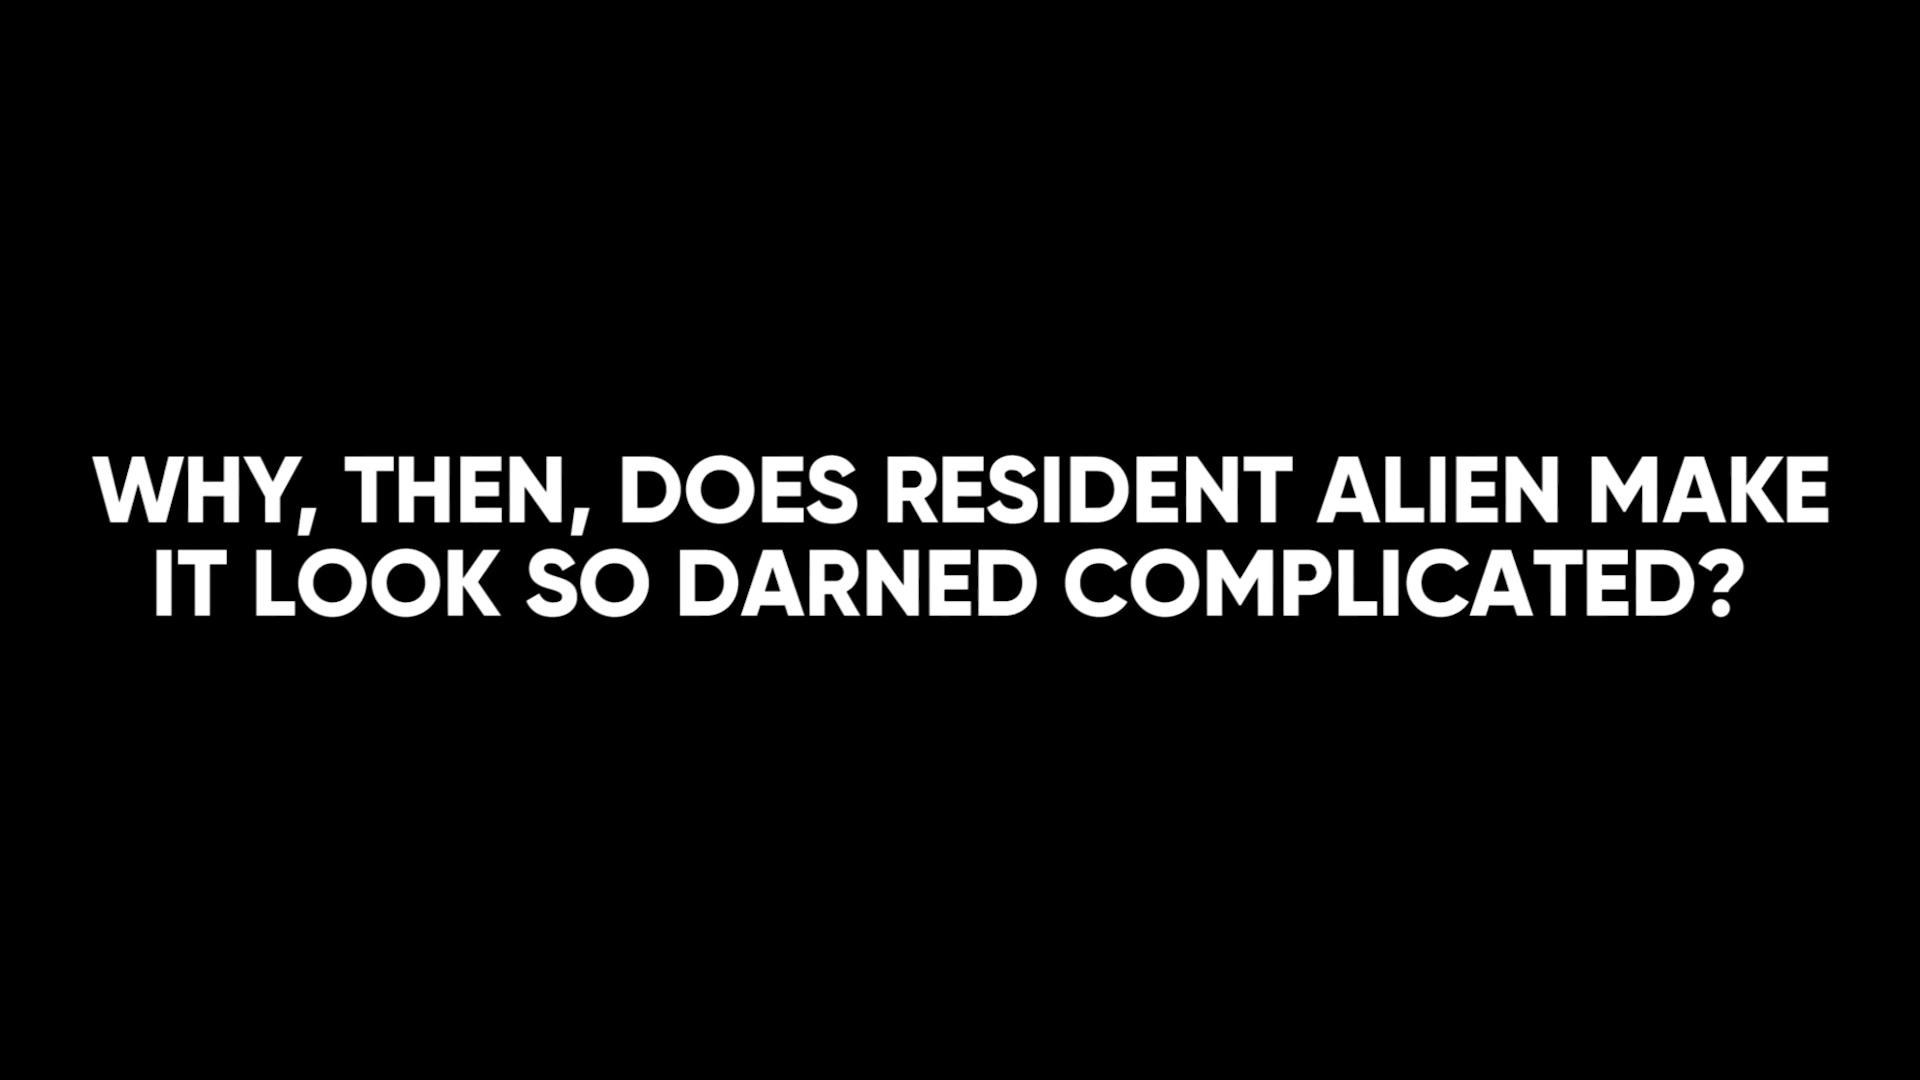 WHY, THEN, DOES RESIDENT ALIEN MAKE
IT LOOK SO DARNED COMPLICATED?